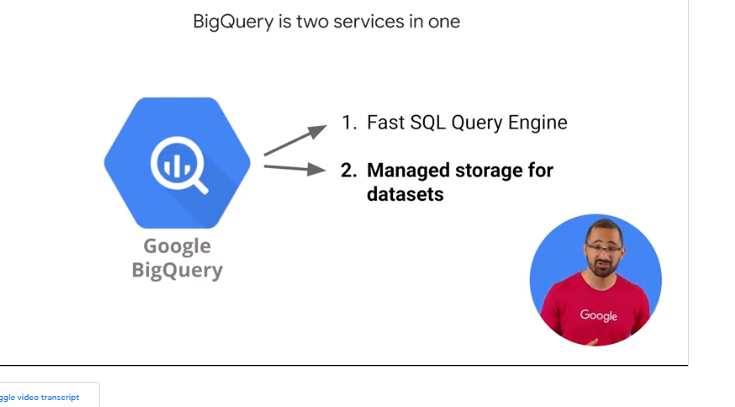 BigQuery is two services in one
1. Fast SQL Query Engine
2. Managed storage for
datasets
Google
BigQuery
Google
ggle video transcript